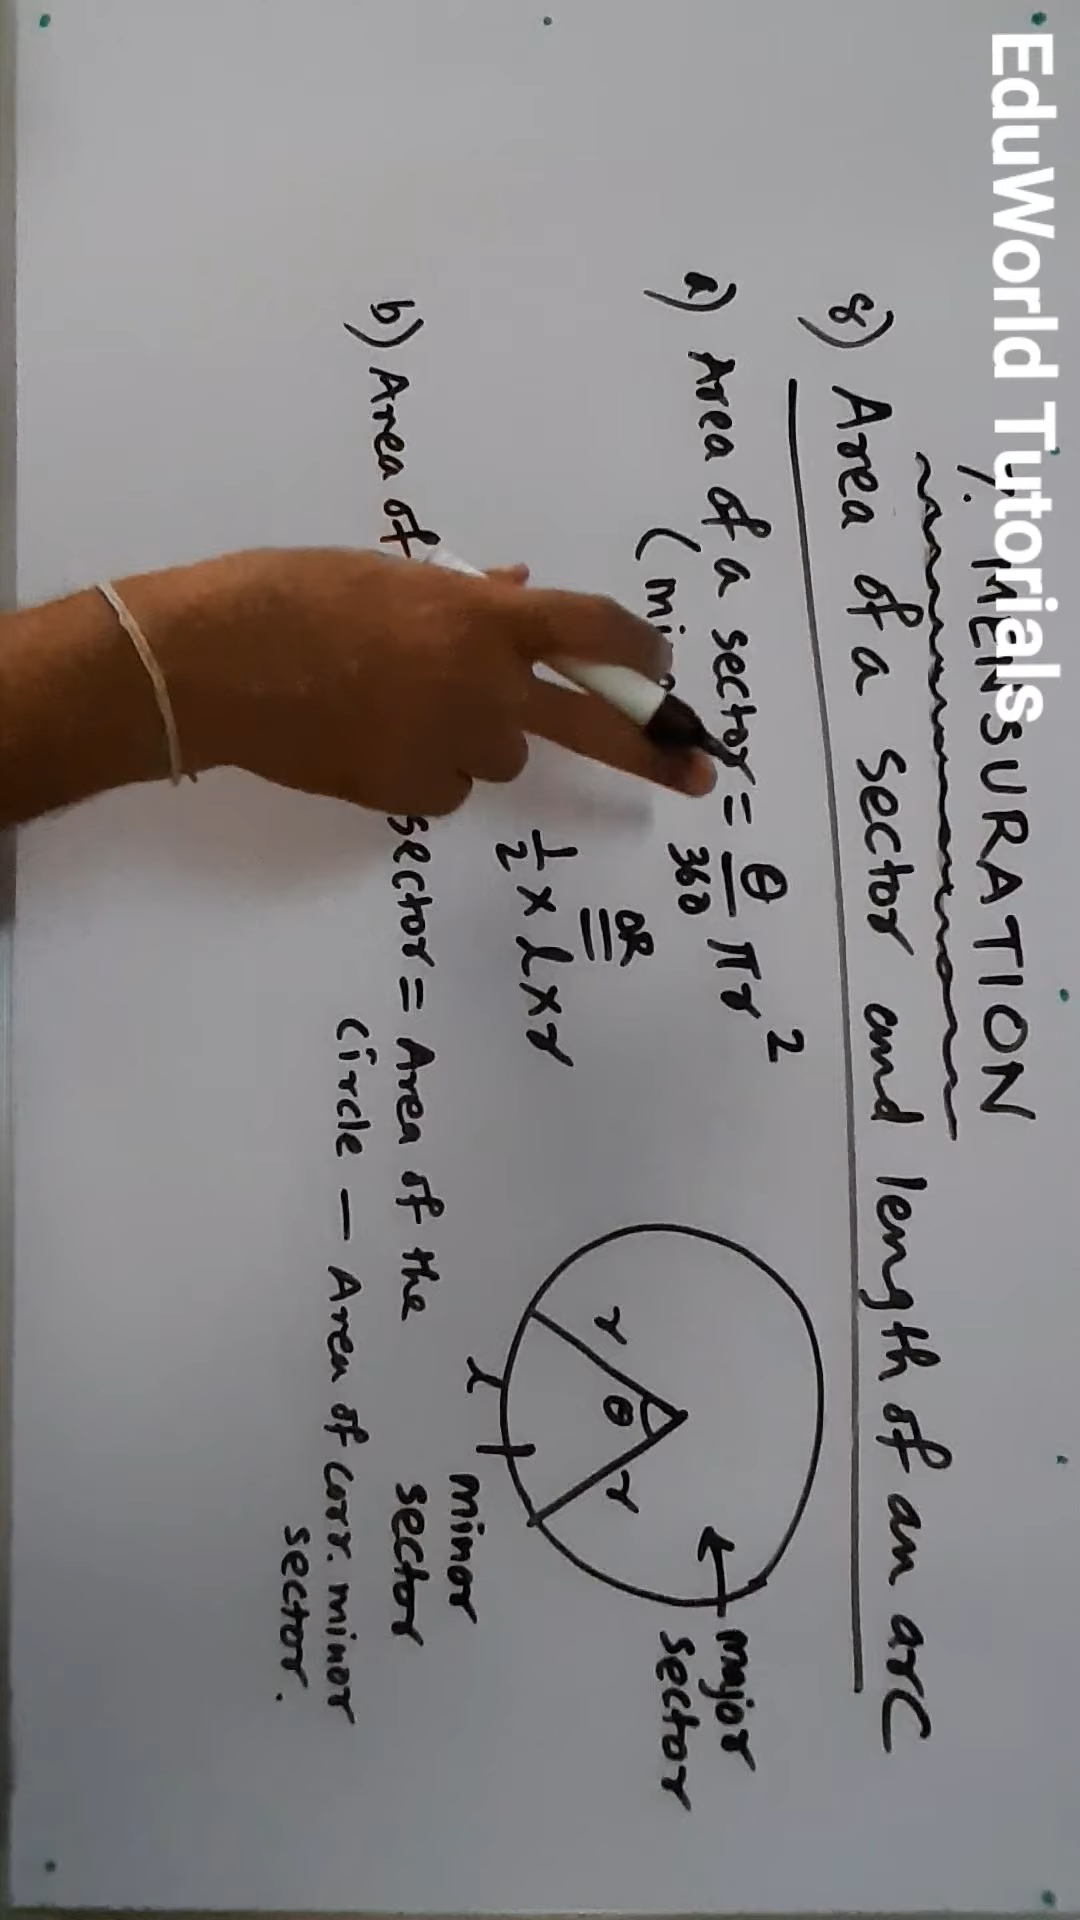 EduWorld Tutorials
7. MENSURATION
8) Area of a sector and length of an arc
a) Area of a sector = θ/360 πr²
OR
1/2 × l × r
b) Area of sector = Area of the
Circle – Area of corr. minor
sector.
major
sector
r
θ
r
l
minor
sector